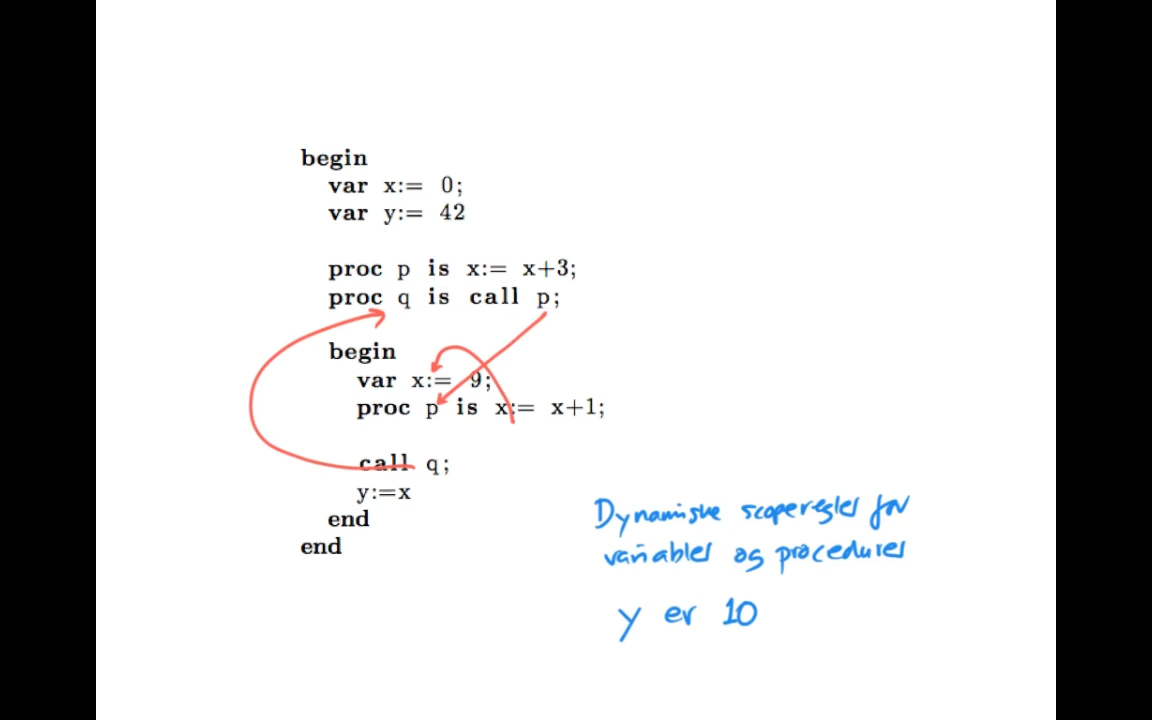 begin
var x:= 0;
var y:= 42
proc p is x:= x+3;
proc q is call p;
begin
var x:= 9;
proc p is x:= x+1;
call q;
y:=x
end
end
Dynamiske scoperegler for
variabler og procedurer
y er 10